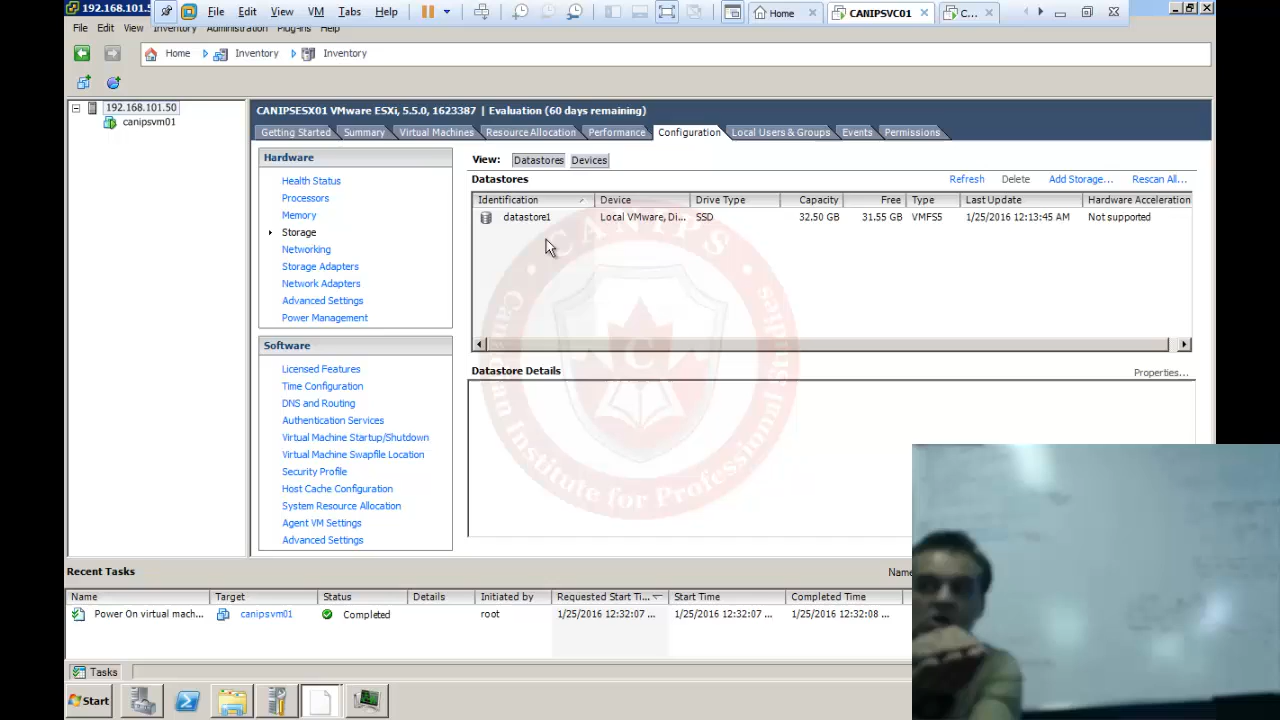 192.168.101.5
File Edit View VM Tabs Help
Home CANIPSVC01 C...
File Edit View Inventory Administration Plug-ins Help
Home Inventory Inventory
192.168.101.50
canipsvm01
CANIPSESX01 VMware ESXi, 5.5.0, 1623387 | Evaluation (60 days remaining)
Getting Started Summary Virtual Machines Resource Allocation Performance Configuration Local Users & Groups Events Permissions
Hardware
Health Status
Processors
Memory
Storage
Networking
Storage Adapters
Network Adapters
Advanced Settings
Power Management
Software
Licensed Features
Time Configuration
DNS and Routing
Authentication Services
Virtual Machine Startup/Shutdown
Virtual Machine Swapfile Location
Security Profile
Host Cache Configuration
System Resource Allocation
Agent VM Settings
Advanced Settings
View: Datastores Devices
Datastores
Refresh Delete Add Storage... Rescan All...
Identification Device Drive Type Capacity Free Type Last Update Hardware Acceleration
datastore1 Local VMware, Di... SSD 32.50 GB 31.55 GB VMFS5 1/25/2016 12:13:45 AM Not supported
CANIPS
C
Canadian Institute for Professional Studies
Datastore Details
Properties...
Recent Tasks
Name
Name Target Status Details Initiated by Requested Start Ti... Start Time Completed Time
Power On virtual mach... canipsvm01 Completed root 1/25/2016 12:32:07 ... 1/25/2016 12:32:07 ... 1/25/2016 12:32:08 ...
Tasks
Start